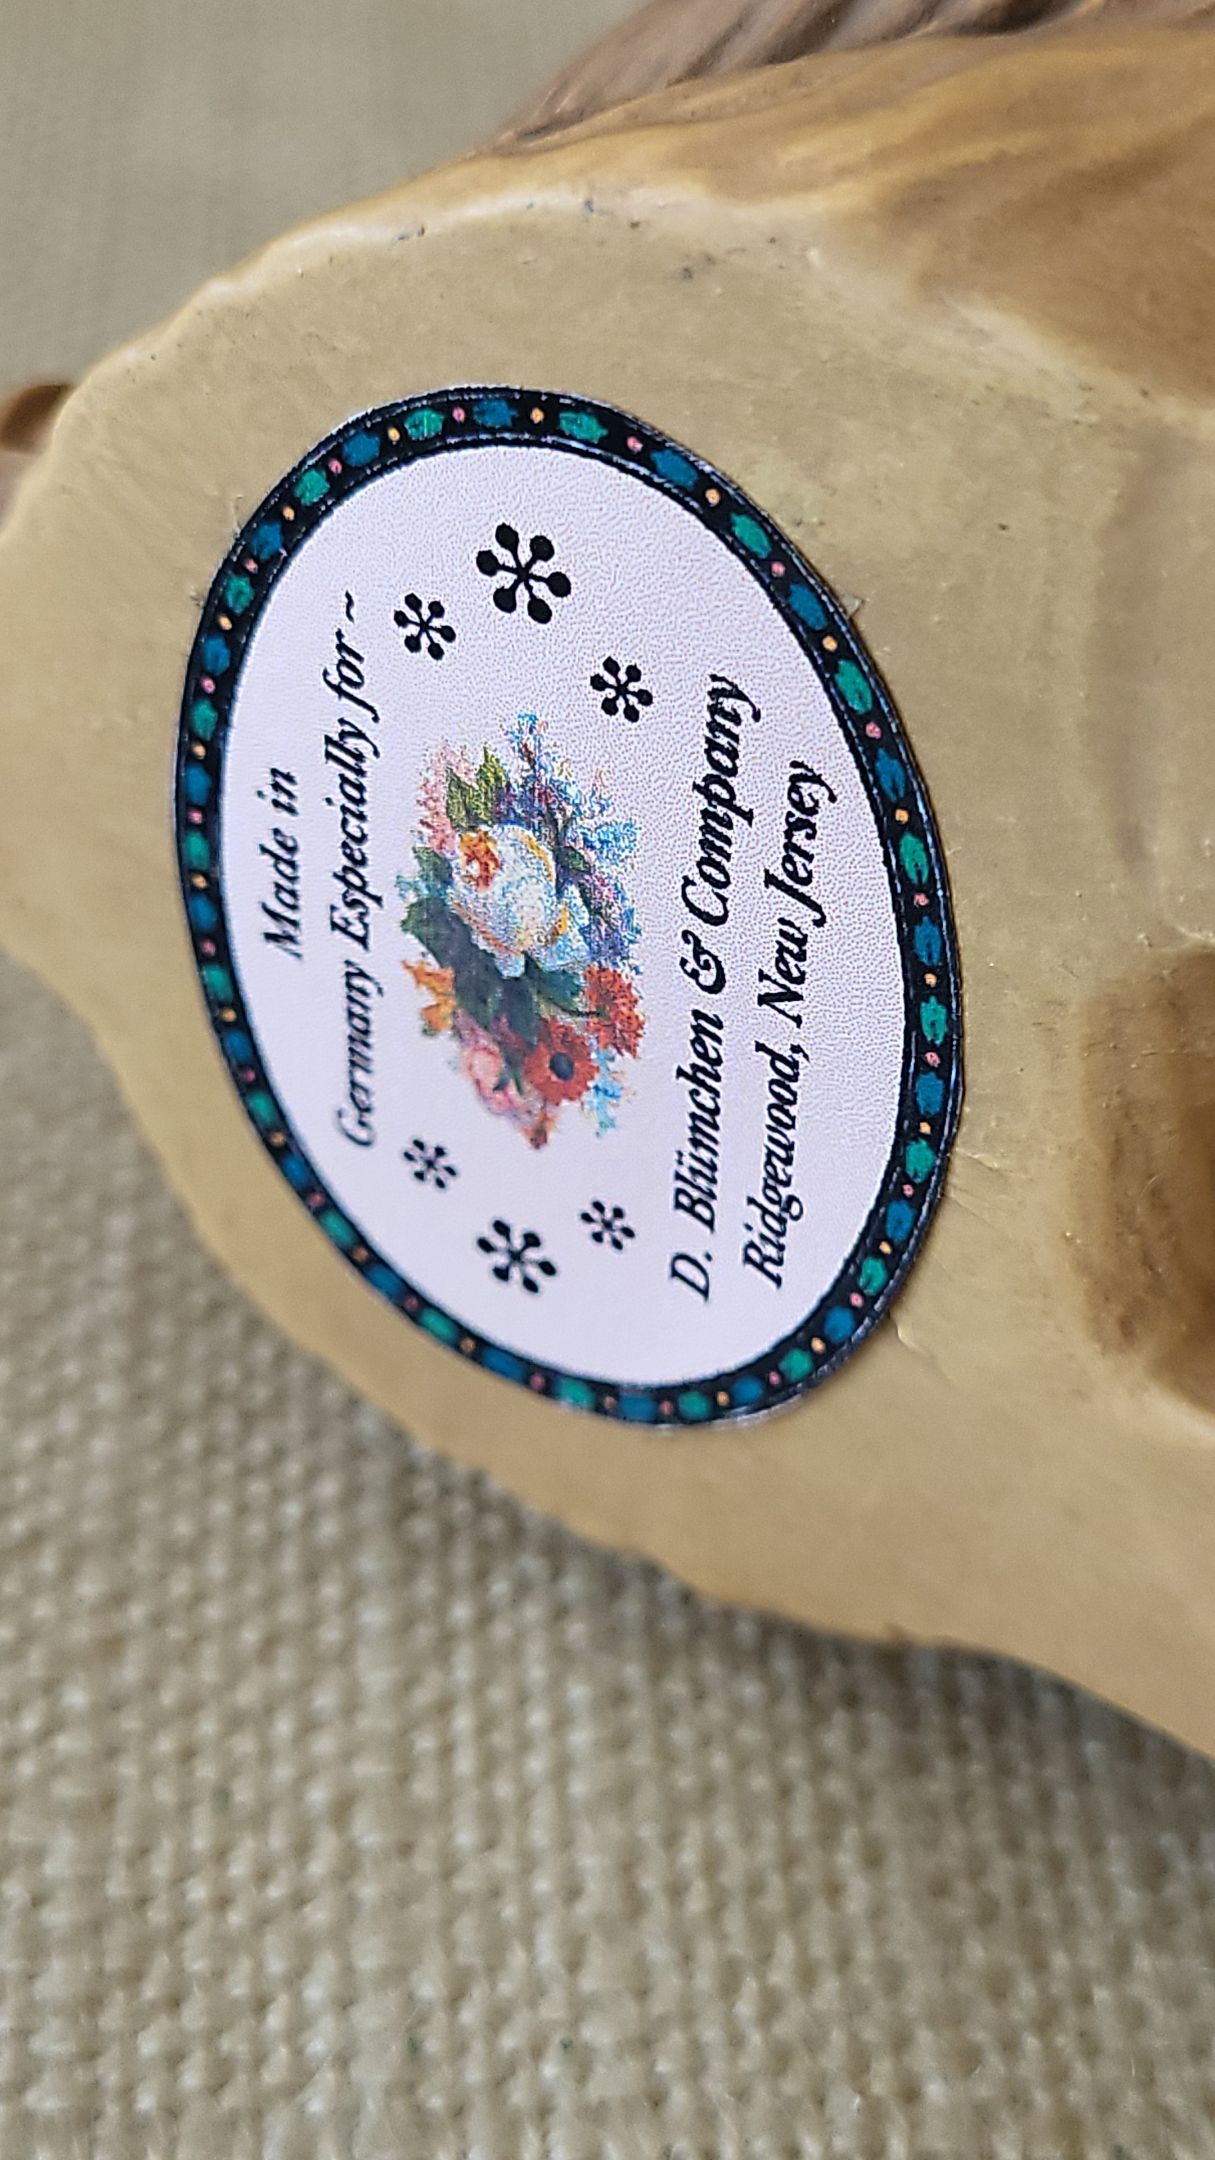 Made in
Germany Especially for ~
D. Blümchen & Company
Ridgewood, New Jersey